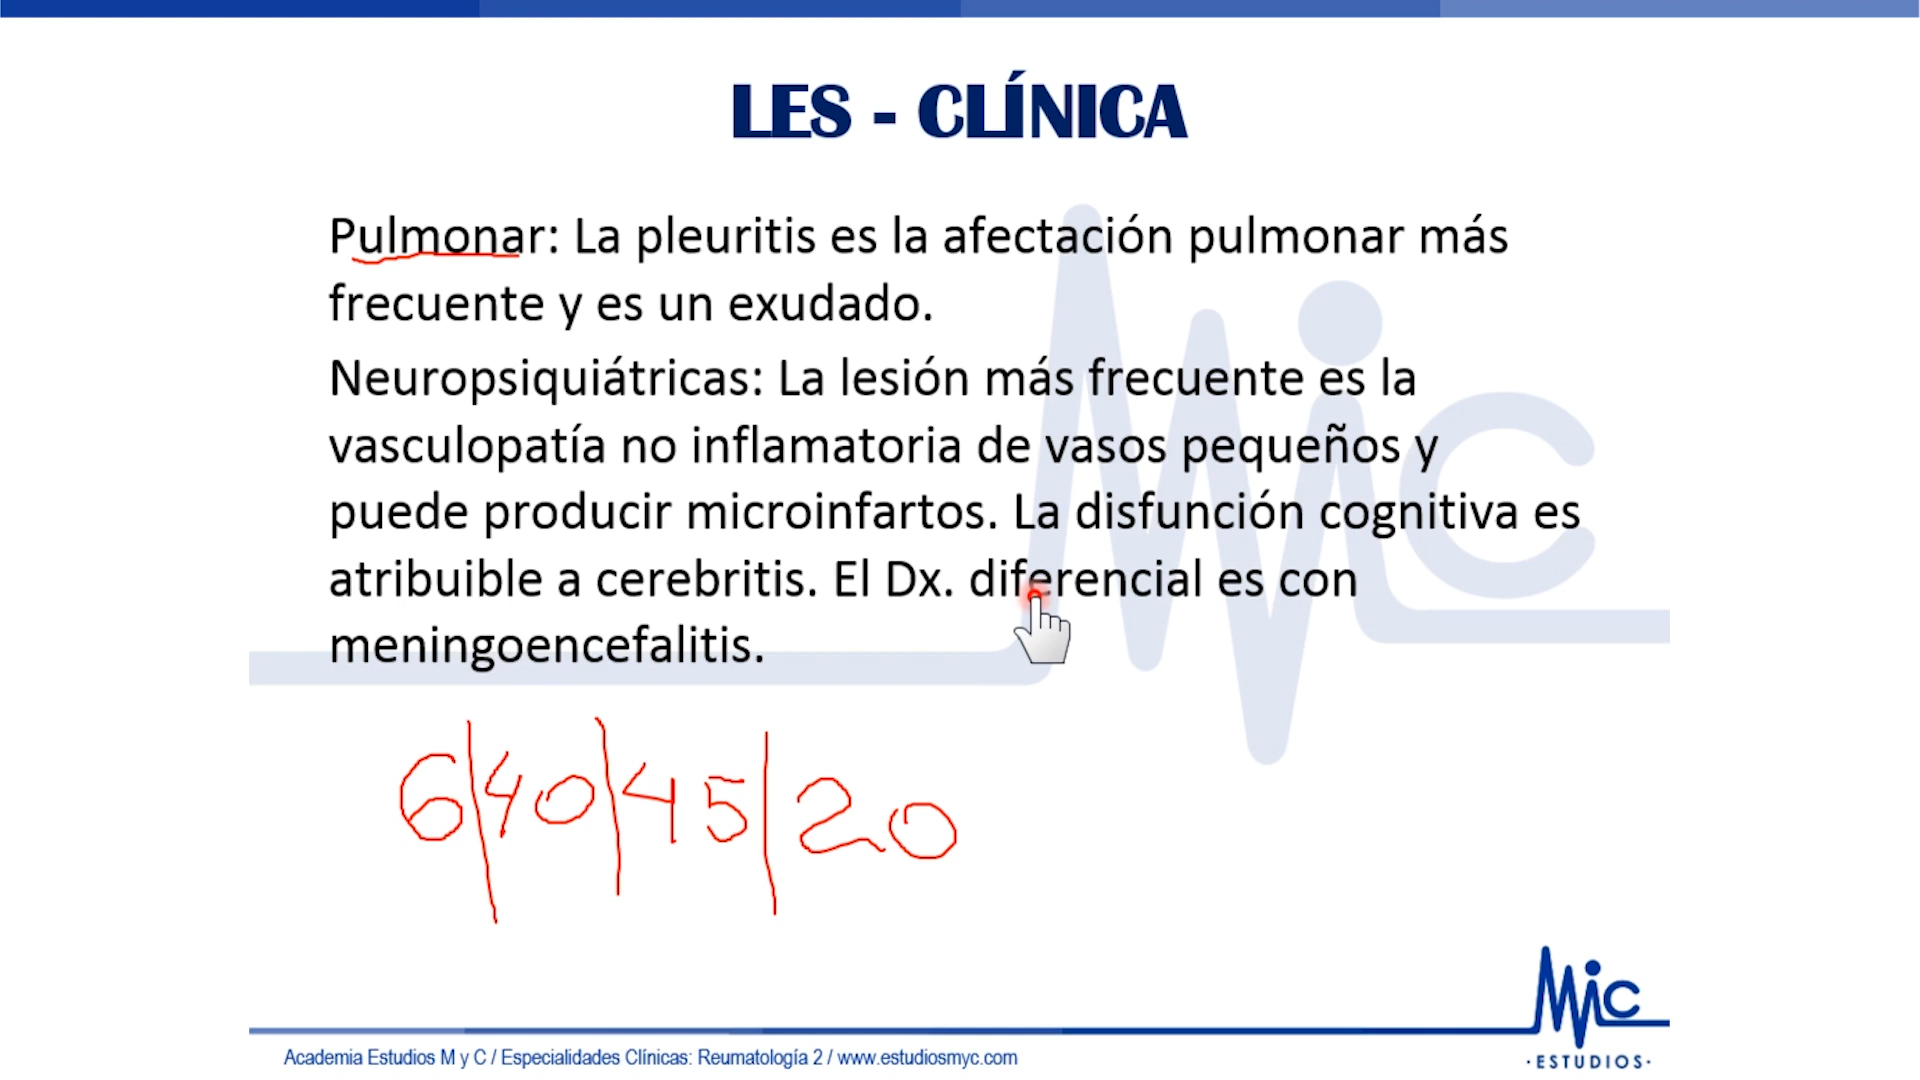 LES - CLÍNICA
Pulmonar: La pleuritis es la afectación pulmonar más
frecuente y es un exudado.
Neuropsiquiátricas: La lesión más frecuente es la
vasculopatía no inflamatoria de vasos pequeños y
puede producir microinfartos. La disfunción cognitiva es
atribuible a cerebritis. El Dx. diferencial es con
meningoencefalitis.
6|40|45|20
MiC
Academia Estudios M y C / Especialidades Clínicas: Reumatología 2 / www.estudiosmyc.com
MiC
·ESTUDIOS·